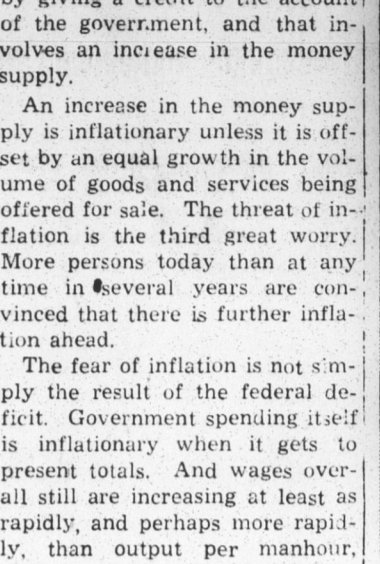 by giving a credit to the account
of the government, and that in-
volves an increase in the money
supply.
An increase in the money sup-
ply is inflationary unless it is off-
set by an equal growth in the vol-
ume of goods and services being
offered for sale. The threat of in-
flation is the third great worry.
More persons today than at any
time in several years are con-
vinced that there is further infla-
tion ahead.
The fear of inflation is not sim-
ply the result of the federal de-
ficit. Government spending itself
is inflationary when it gets to
present totals. And wages over-
all still are increasing at least as
rapidly, and perhaps more rapid-
ly, than output per manhour,